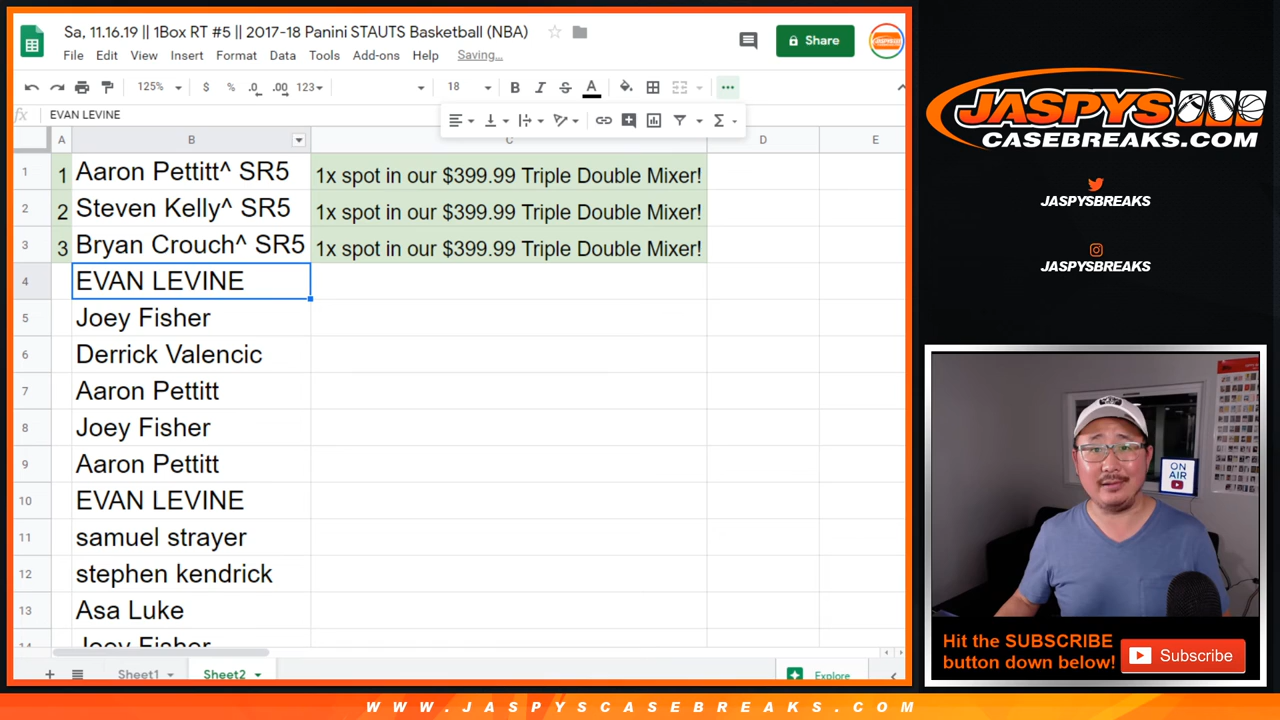 Sa, 11.16.19 || 1Box RT #5 || 2017-18 Panini STAUTS Basketball (NBA)
File Edit View Insert Format Data Tools Add-ons Help Saving...
Share
125% $ % .0 .00 123 18 B I S A
fx EVAN LEVINE
A B C D E
1 1 Aaron Pettitt^ SR5 1x spot in our $399.99 Triple Double Mixer!
2 2 Steven Kelly^ SR5 1x spot in our $399.99 Triple Double Mixer!
3 3 Bryan Crouch^ SR5 1x spot in our $399.99 Triple Double Mixer!
4 EVAN LEVINE
5 Joey Fisher
6 Derrick Valencic
7 Aaron Pettitt
8 Joey Fisher
9 Aaron Pettitt
10 EVAN LEVINE
11 samuel strayer
12 stephen kendrick
13 Asa Luke
14 Joey Fisher
Sheet1 Sheet2 Explore
JASPYS
CASEBREAKS.COM
JASPYSBREAKS
JASPYSBREAKS
ON
AIR
Hit the SUBSCRIBE
button down below!
Subscribe
WWW.JASPYSCASEBREAKS.COM